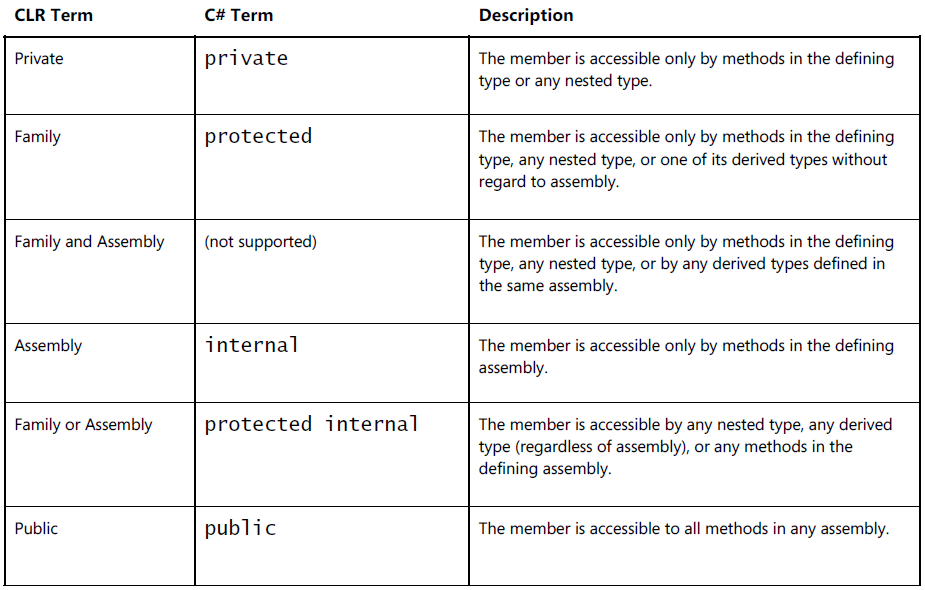 CLR Term C# Term Description
Private private The member is accessible only by methods in the defining
type or any nested type.
Family protected The member is accessible only by methods in the defining
type, any nested type, or one of its derived types without
regard to assembly.
Family and Assembly (not supported) The member is accessible only by methods in the defining
type, any nested type, or by any derived types defined in
the same assembly.
Assembly internal The member is accessible only by methods in the defining
assembly.
Family or Assembly protected internal The member is accessible by any nested type, any derived
type (regardless of assembly), or any methods in the
defining assembly.
Public public The member is accessible to all methods in any assembly.